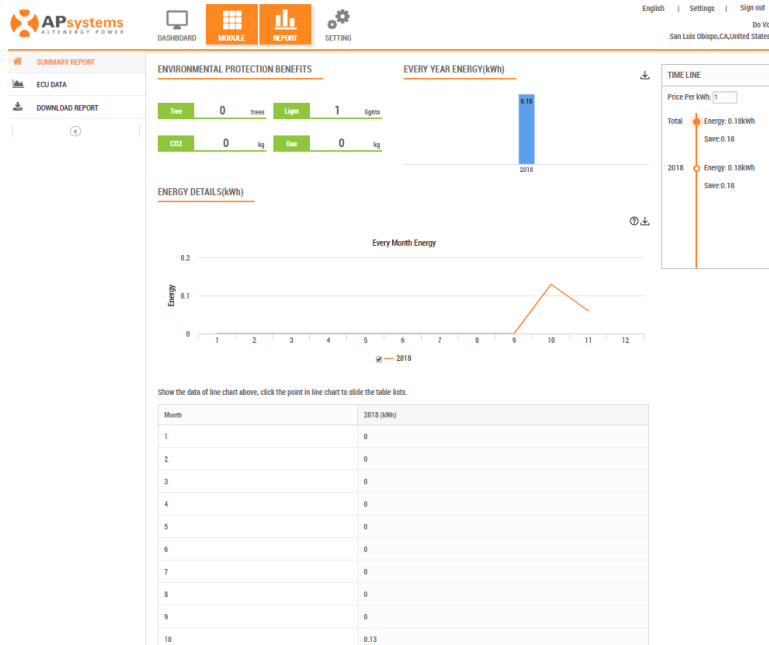 English | Settings | Sign out
APsystems
ALTENERGY POWER
DASHBOARD MODULE REPORT SETTING
San Luis Obispo,CA,United States
SUMMARY REPORT
ECU DATA
DOWNLOAD REPORT
ENVIRONMENTAL PROTECTION BENEFITS
Tree 0 trees Light 1 lights
CO2 0 kg Gas 0 kg
EVERY YEAR ENERGY(kWh)
0.18
2018
TIME LINE
Price Per kWh: 1
Total Energy: 0.18kWh
Save:0.18
2018 Energy: 0.18kWh
Save:0.18
ENERGY DETAILS(kWh)
Every Month Energy
Energy
0.2
0.1
0
1 2 3 4 5 6 7 8 9 10 11 12
2018
Show the data of line chart above, click the point in line chart to slide the table lists.
Month 2018 (kWh)
1 0
2 0
3 0
4 0
5 0
6 0
7 0
8 0
9 0
10 0.13